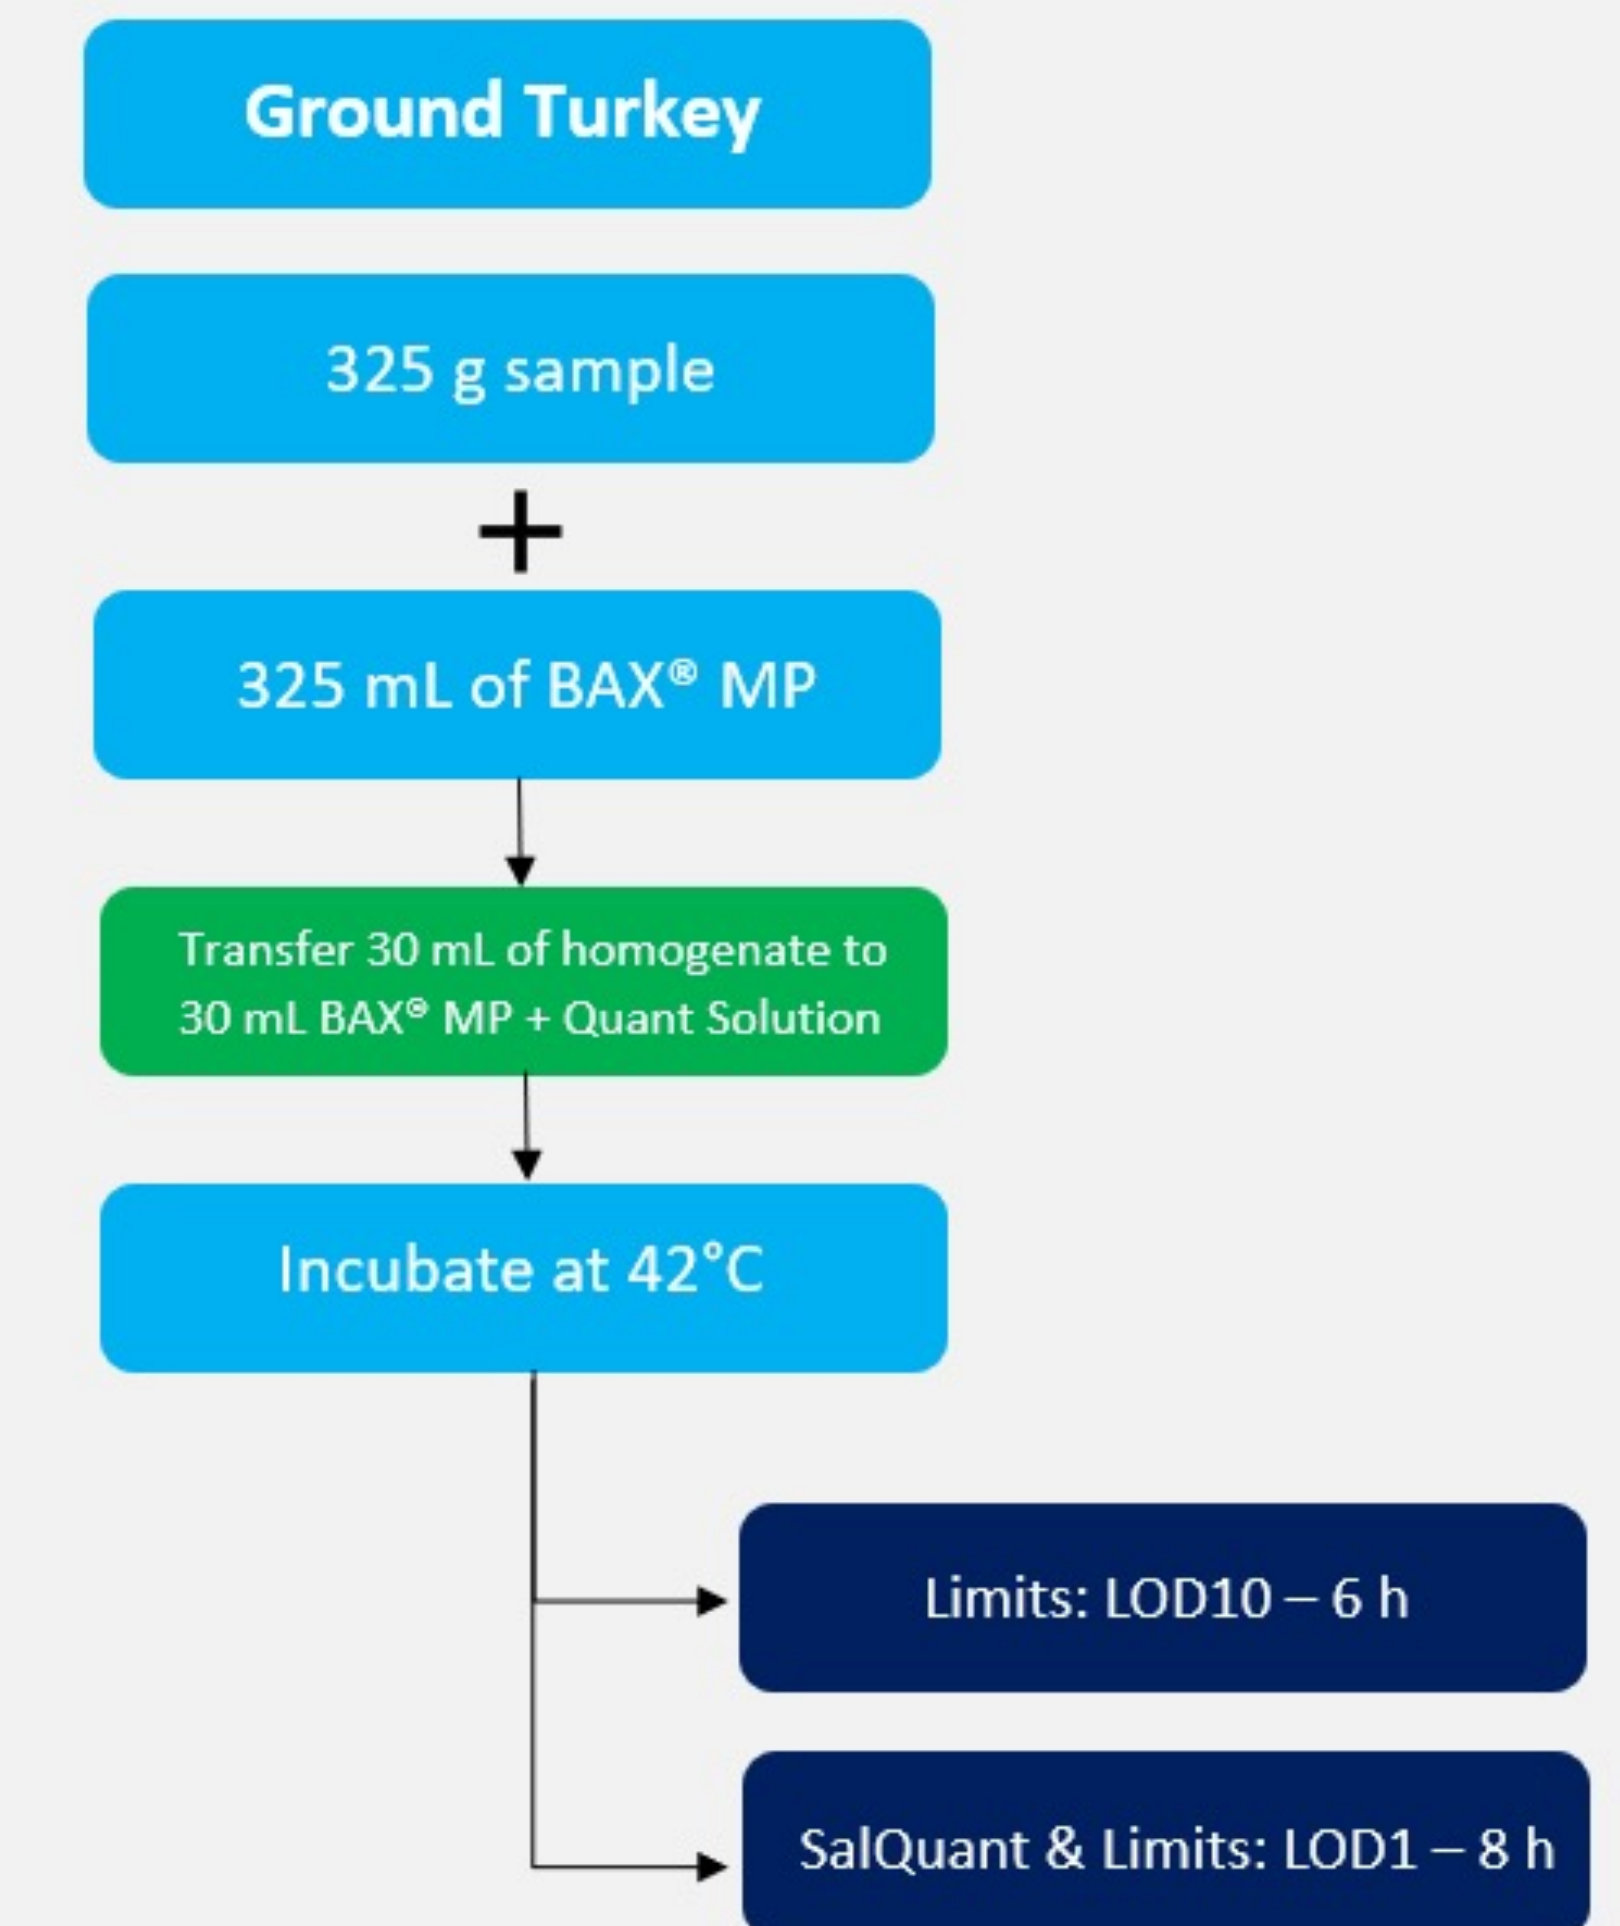 Ground Turkey
325 g sample
+
325 mL of BAX® MP
Transfer 30 mL of homogenate to
30 mL BAX® MP + Quant Solution
Incubate at 42°C
Limits: LOD10 – 6 h
SalQuant & Limits: LOD1 – 8 h